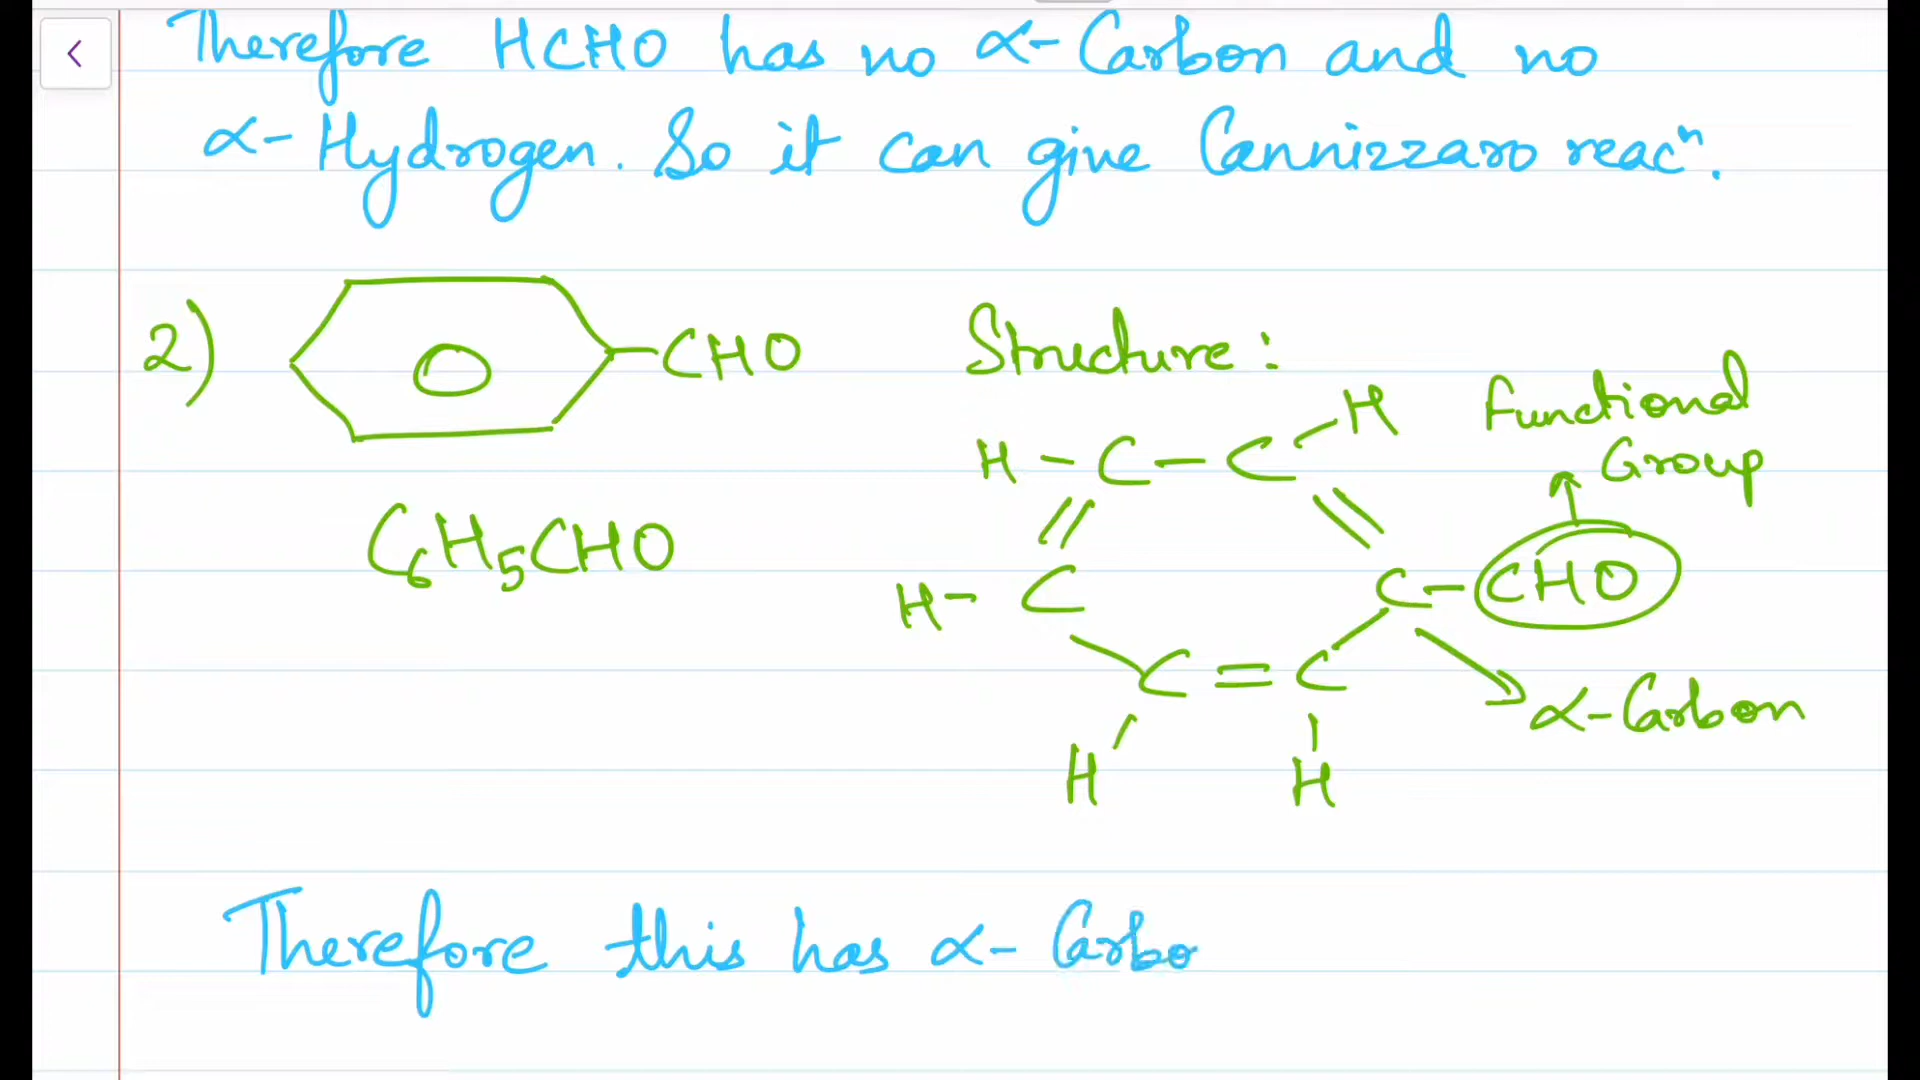 Therefore HCHO has no α-Carbon and no
α-Hydrogen. So it can give Cannizzaro reacⁿ.
2)
CHO
C₆H₅CHO
Structure:
Functional
Group
H - C - C - H
H - C
C - CHO
C = C
α-Carbon
H H
Therefore this has α-Carbo